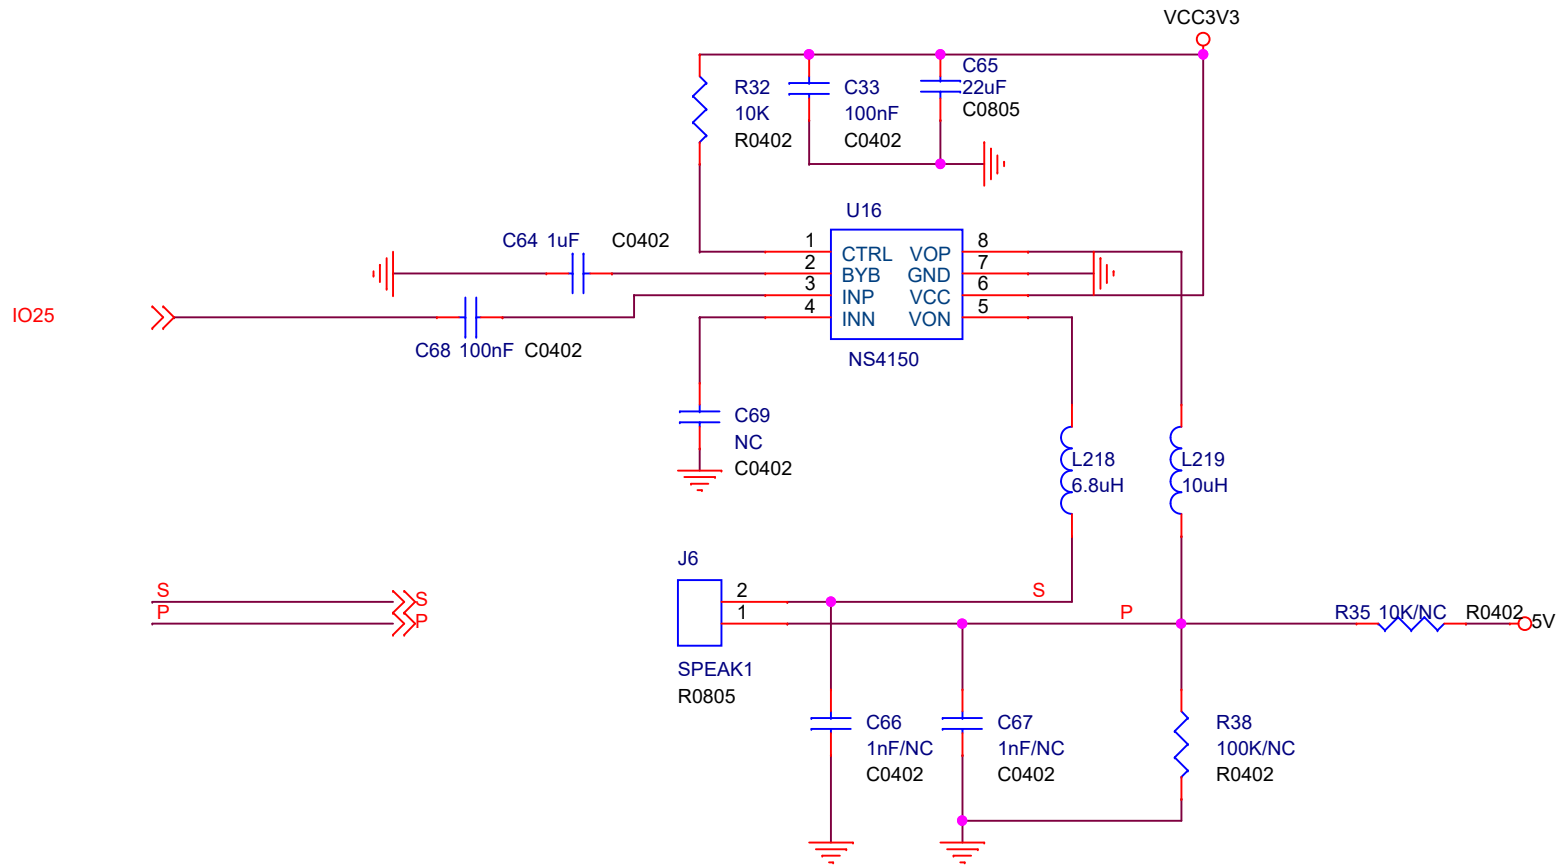 VCC3V3
R32
10K
R0402
C33
100nF
C0402
C65
22uF
C0805
U16
C64 1uF C0402
1
2
3
4
CTRL VOP
BYB GND
INP VCC
INN VON
8
7
6
5
NS4150
IO25
C68 100nF C0402
C69
NC
C0402
L218
6.8uH
L219
10uH
J6
2
1
SPEAK1
R0805
S
P
S
P
S
P
R35 10K/NC R0402
5V
C66
1nF/NC
C0402
C67
1nF/NC
C0402
R38
100K/NC
R0402